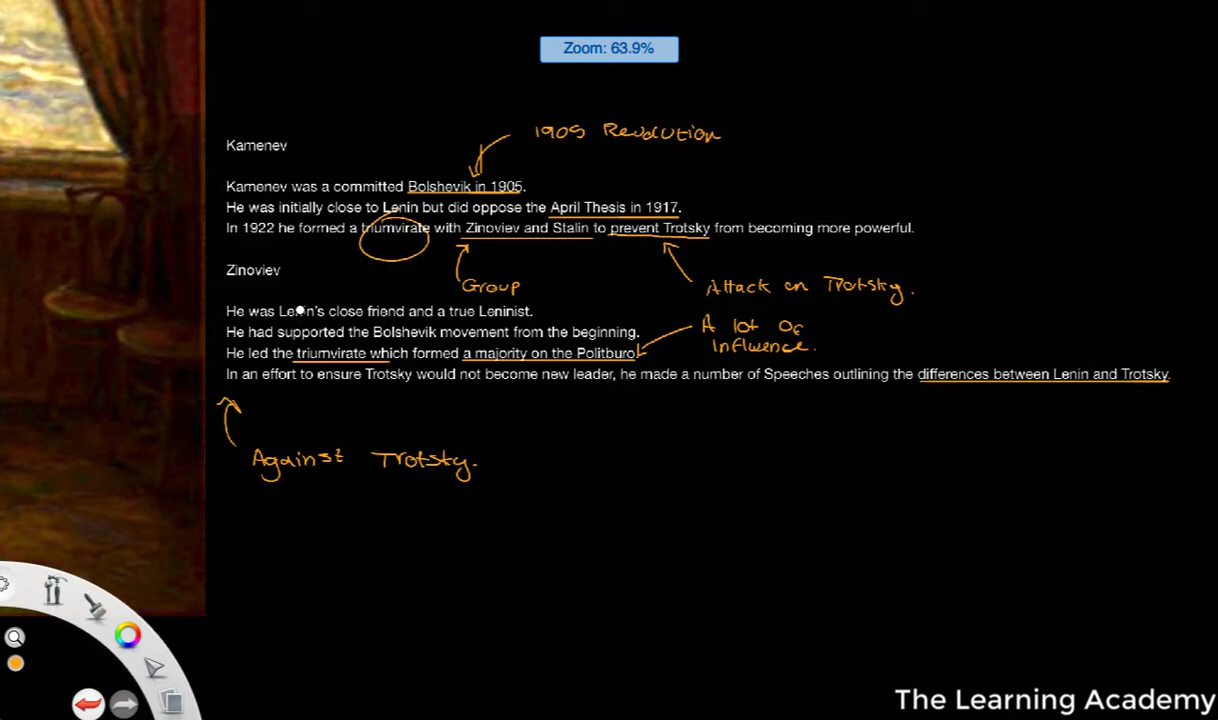 Zoom: 63.9%
1905 Revolution
Kamenev
Kamenev was a committed Bolshevik in 1905.
He was initially close to Lenin but did oppose the April Thesis in 1917.
In 1922 he formed a triumvirate with Zinoviev and Stalin to prevent Trotsky from becoming more powerful.
Zinoviev
Group
Attack on Trotsky.
He was Lenin's close friend and a true Leninist.
He had supported the Bolshevik movement from the beginning.
A lot of
influence.
He led the triumvirate which formed a majority on the Politburo.
In an effort to ensure Trotsky would not become new leader, he made a number of Speeches outlining the differences between Lenin and Trotsky.
Against Trotsky.
The Learning Academy